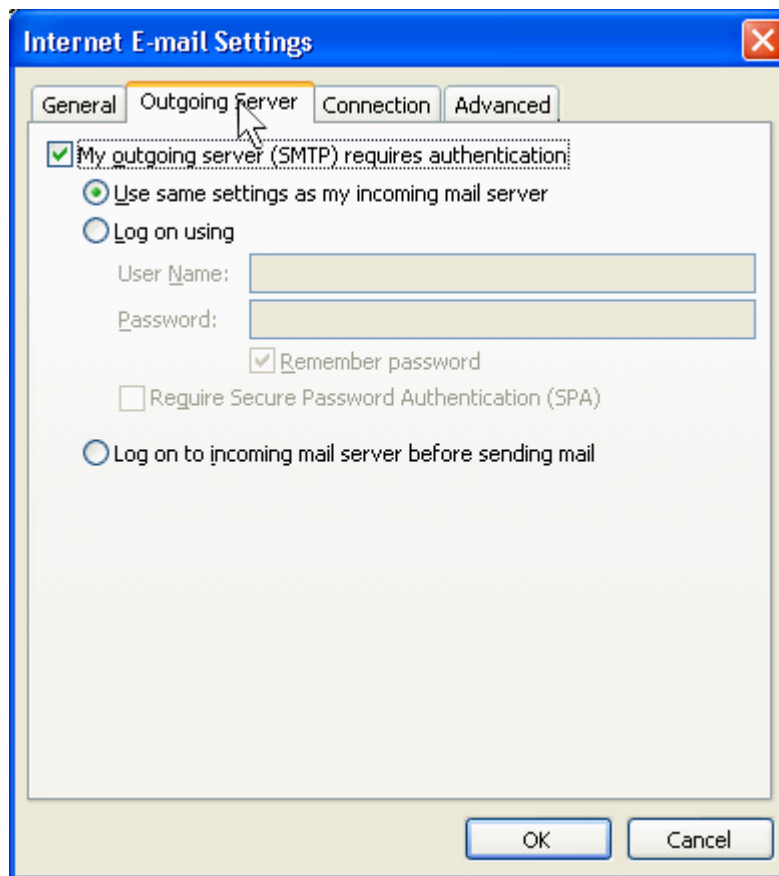 Internet E-mail Settings
General Outgoing Server Connection Advanced
My outgoing server (SMTP) requires authentication
Use same settings as my incoming mail server
Log on using
User Name:
Password:
Remember password
Require Secure Password Authentication (SPA)
Log on to incoming mail server before sending mail
OK Cancel